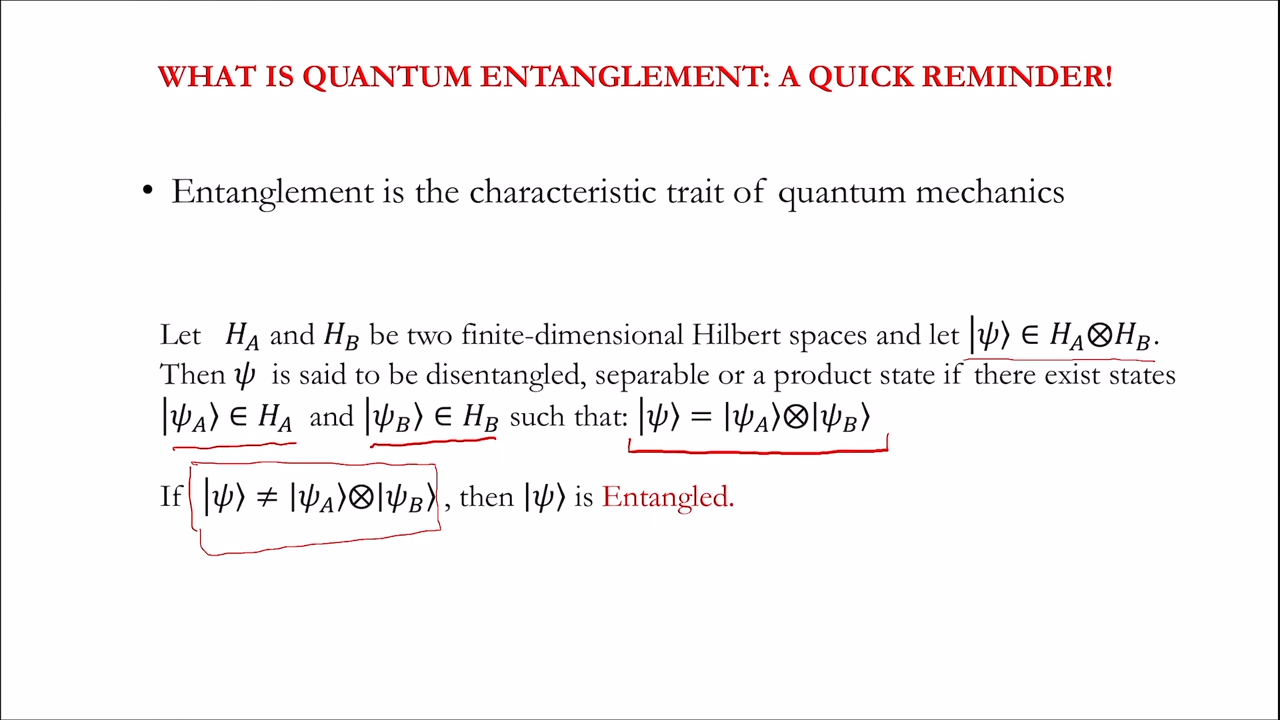 WHAT IS QUANTUM ENTANGLEMENT: A QUICK REMINDER!
• Entanglement is the characteristic trait of quantum mechanics
Let H_A and H_B be two finite-dimensional Hilbert spaces and let |ψ⟩ ∈ H_A⊗H_B.
Then ψ is said to be disentangled, separable or a product state if there exist states
|ψ_A⟩ ∈ H_A and |ψ_B⟩ ∈ H_B such that: |ψ⟩ = |ψ_A⟩⊗|ψ_B⟩
If |ψ⟩ ≠ |ψ_A⟩⊗|ψ_B⟩ , then |ψ⟩ is Entangled.